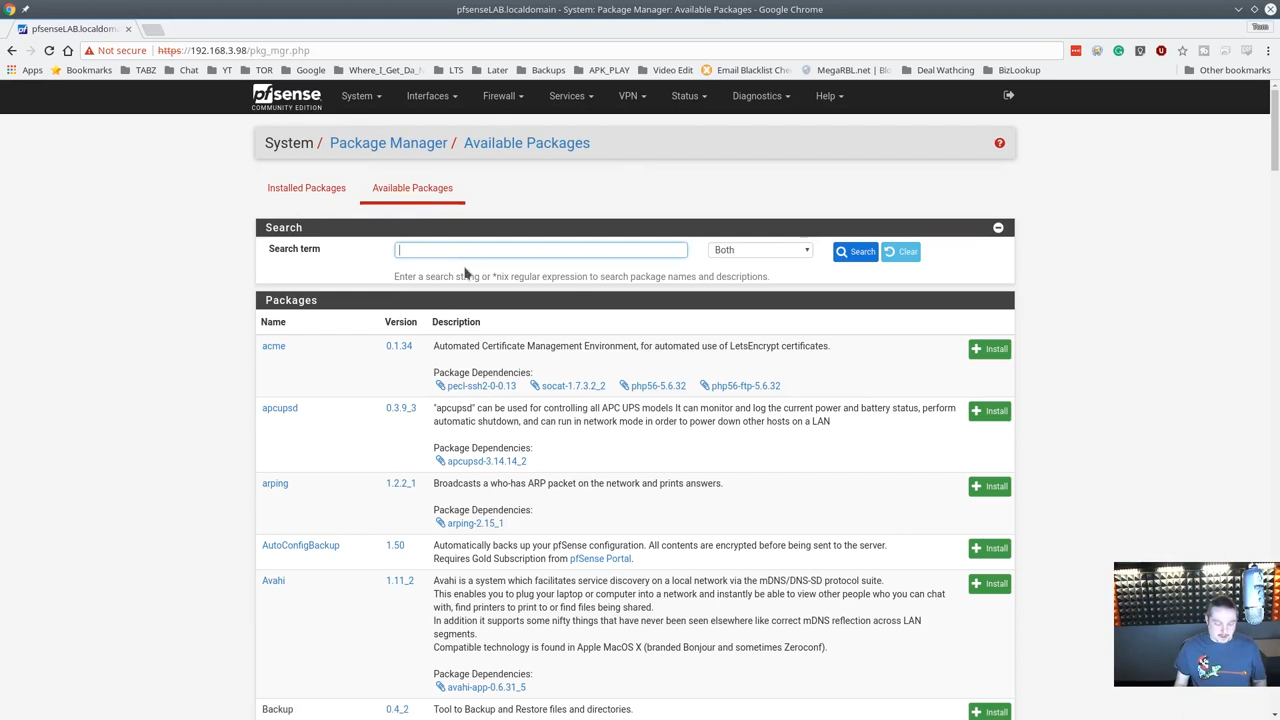 pfsenseLAB.localdomain - System: Package Manager: Available Packages - Google Chrome
pfsenseLAB.localdom
Tom
Not secure https://192.168.3.98/pkg_mgr.php
Apps Bookmarks TABZ Chat YT TOR Google Where_I_Get_Da_N LTS Later Backups APK_PLAY Video Edit Email Blacklist Che MegaRBL.net | Bl Deal Wathcing BizLookup Other bookmarks
pfsense
COMMUNITY EDITION
System Interfaces Firewall Services VPN Status Diagnostics Help
System / Package Manager / Available Packages
Installed Packages Available Packages
Search
Search term Both Search Clear
Enter a search string or *nix regular expression to search package names and descriptions.
Packages
Name Version Description
acme 0.1.34 Automated Certificate Management Environment, for automated use of LetsEncrypt certificates. Install
Package Dependencies:
pecl-ssh2-0-0.13 socat-1.7.3.2_2 php56-5.6.32 php56-ftp-5.6.32
apcupsd 0.3.9_3 "apcupsd" can be used for controlling all APC UPS models It can monitor and log the current power and battery status, perform Install
automatic shutdown, and can run in network mode in order to power down other hosts on a LAN
Package Dependencies:
apcupsd-3.14.14_2
arping 1.2.2_1 Broadcasts a who-has ARP packet on the network and prints answers. Install
Package Dependencies:
arping-2.15_1
AutoConfigBackup 1.50 Automatically backs up your pfSense configuration. All contents are encrypted before being sent to the server. Install
Requires Gold Subscription from pfSense Portal.
Avahi 1.11_2 Avahi is a system which facilitates service discovery on a local network via the mDNS/DNS-SD protocol suite. Install
This enables you to plug your laptop or computer into a network and instantly be able to view other people who you can chat
with, find printers to print to or find files being shared.
In addition it supports some nifty things that have never been seen elsewhere like correct mDNS reflection across LAN
segments.
Compatible technology is found in Apple MacOS X (branded Bonjour and sometimes Zeroconf).
Package Dependencies:
avahi-app-0.6.31_5
Backup 0.4_2 Tool to Backup and Restore files and directories. Install